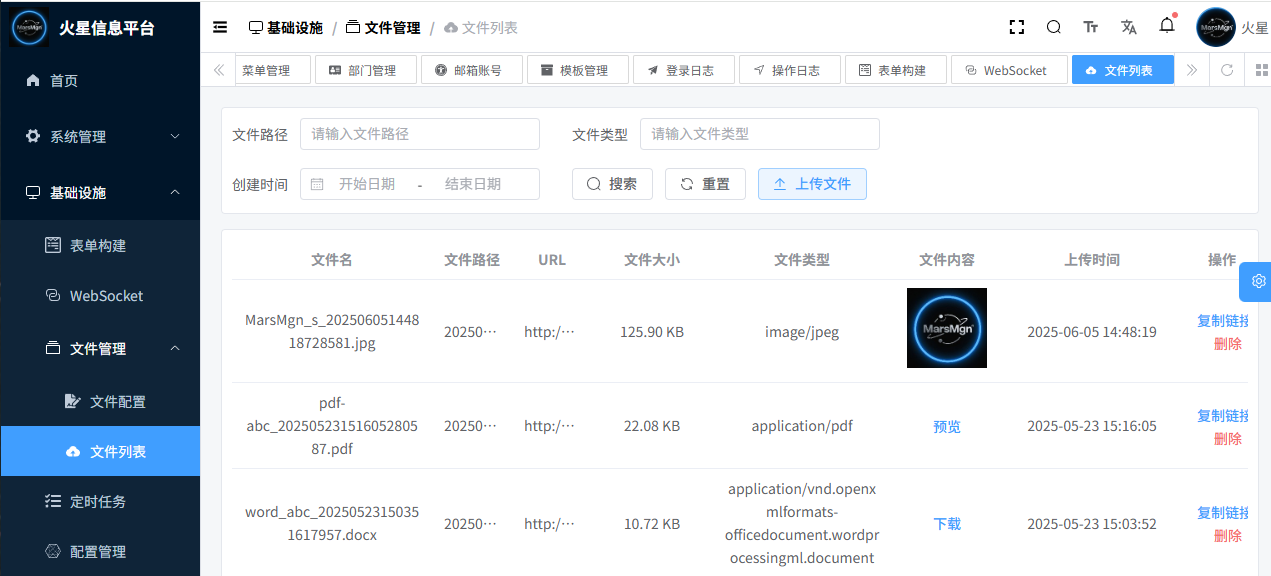 MarsMgn 火星信息平台
基础设施 / 文件管理 / 文件列表
MarsMgn 火星
菜单管理 部门管理 邮箱账号 模板管理 登录日志 操作日志 表单构建 WebSocket 文件列表
首页
系统管理
基础设施
表单构建
WebSocket
文件管理
文件配置
文件列表
定时任务
配置管理
文件路径 请输入文件路径 文件类型 请输入文件类型
创建时间 开始日期 - 结束日期 搜索 重置 上传文件
文件名 文件路径 URL 文件大小 文件类型 文件内容 上传时间 操作
MarsMgn_s_202506051448
18728581.jpg
20250··· http:/··· 125.90 KB image/jpeg MarsMgn 2025-06-05 14:48:19
复制链接
删除
pdf-
abc_202505231516052805
87.pdf
20250··· http:/··· 22.08 KB application/pdf 预览 2025-05-23 15:16:05
复制链接
删除
word_abc_2025052315035
1617957.docx
20250··· http:/··· 10.72 KB
application/vnd.openx
mlformats-
officedocument.wordpr
ocessingml.document
下载 2025-05-23 15:03:52
复制链接
删除